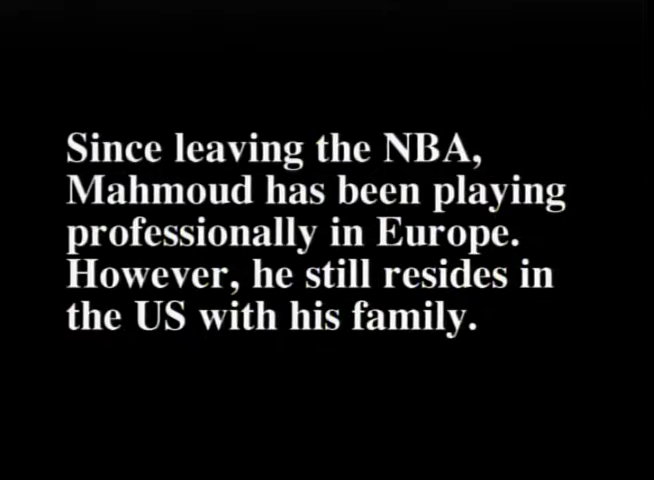 Since leaving the NBA,
Mahmoud has been playing
professionally in Europe.
However, he still resides in
the US with his family.